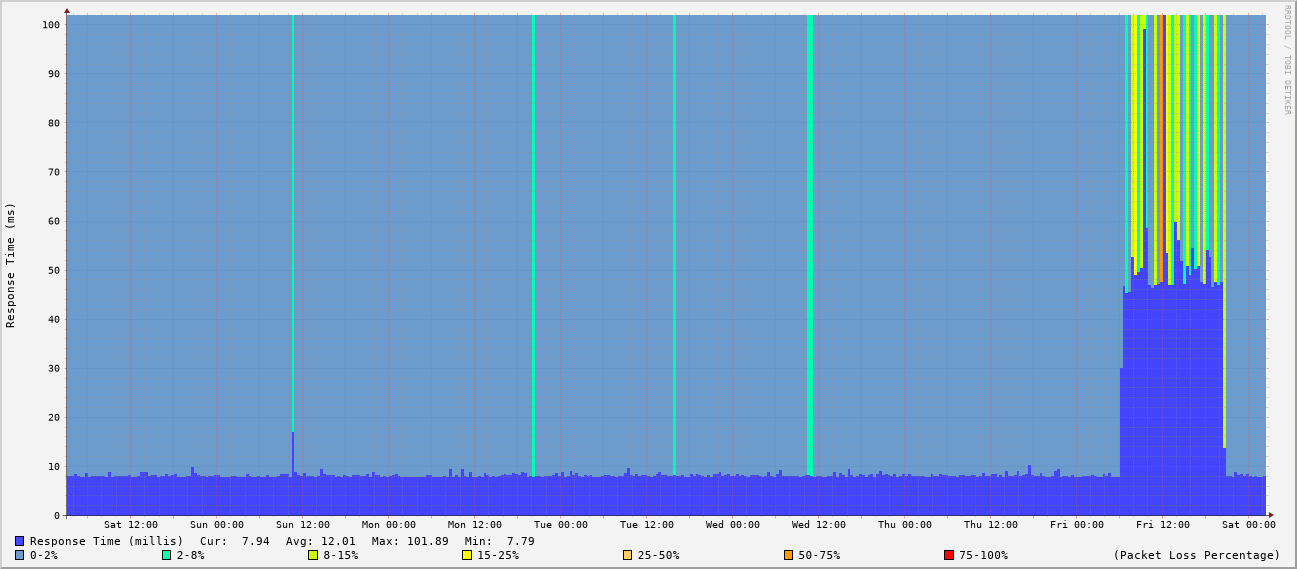 RRDTOOL / TOBI OETIKER
Response Time (ms)
100
90
80
70
60
50
40
30
20
10
0
Sat 12:00 Sun 00:00 Sun 12:00 Mon 00:00 Mon 12:00 Tue 00:00 Tue 12:00 Wed 00:00 Wed 12:00 Thu 00:00 Thu 12:00 Fri 00:00 Fri 12:00 Sat 00:00
Response Time (millis) Cur: 7.94 Avg: 12.01 Max: 101.89 Min: 7.79
0-2% 2-8% 8-15% 15-25% 25-50% 50-75% 75-100% (Packet Loss Percentage)